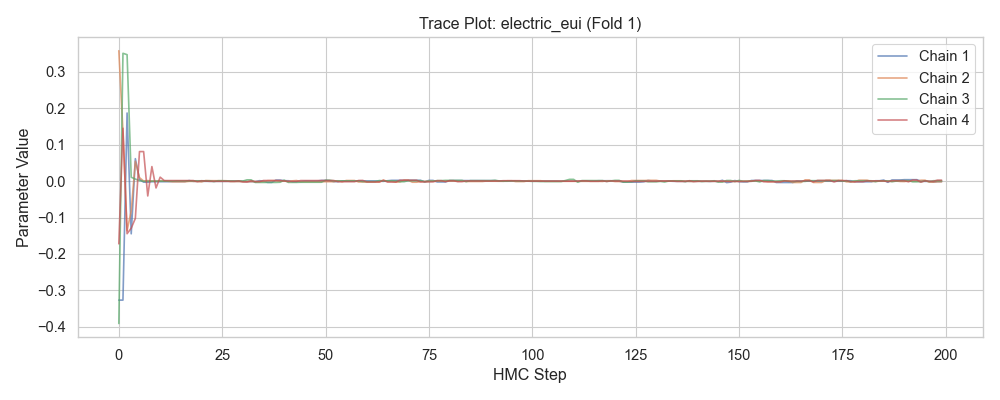 Trace Plot: electric_eui (Fold 1)
Parameter Value
0.3
0.2
0.1
0.0
−0.1
−0.2
−0.3
−0.4
Chain 1
Chain 2
Chain 3
Chain 4
0 25 50 75 100 125 150 175 200
HMC Step